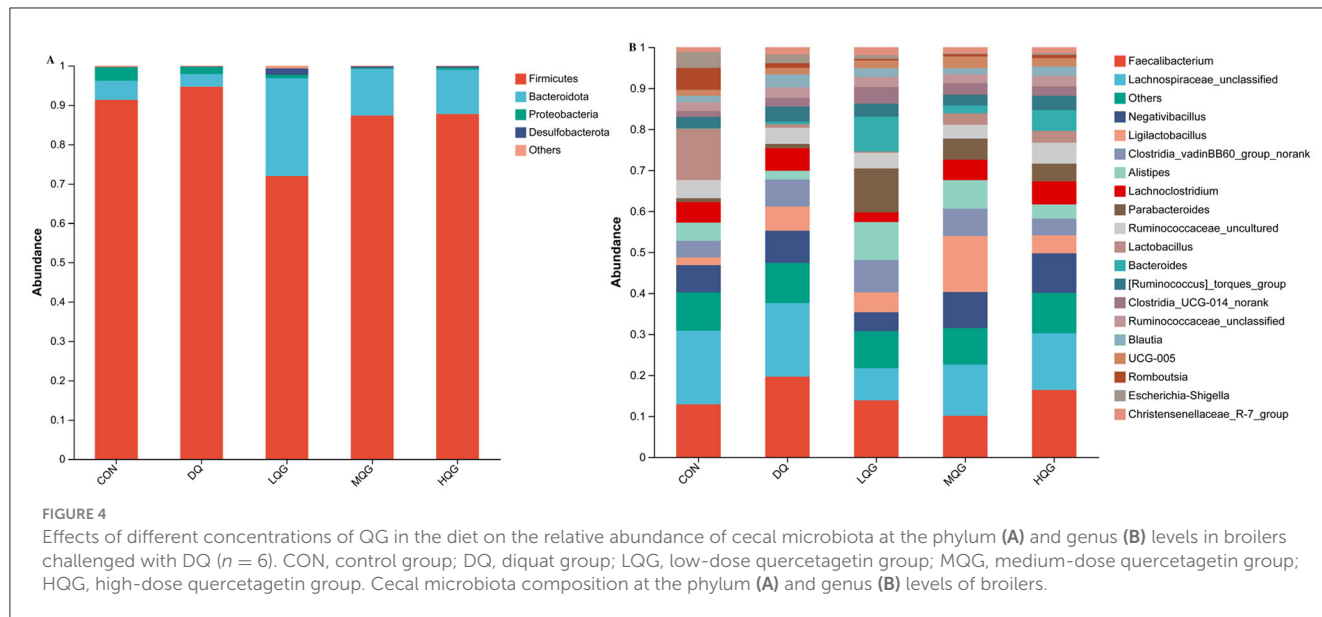 A
1
0.9
0.8
0.7
0.6
0.5
0.4
0.3
0.2
0.1
0
Abundance
CON
DQ
LQG
MQG
HQG
Firmicutes
Bacteroidota
Proteobacteria
Desulfobacterota
Others
B
1
0.9
0.8
0.7
0.6
0.5
0.4
0.3
0.2
0.1
0
Abundance
CON
DQ
LQG
MQG
HQG
Faecalibacterium
Lachnospiraceae_unclassified
Others
Negativibacillus
Ligilactobacillus
Clostridia_vadinBB60_group_norank
Alistipes
Lachnoclostridium
Parabacteroides
Ruminococcaceae_uncultured
Lactobacillus
Bacteroides
[Ruminococcus]_torques_group
Clostridia_UCG-014_norank
Ruminococcaceae_unclassified
Blautia
UCG-005
Romboutsia
Escherichia-Shigella
Christensenellaceae_R-7_group
FIGURE 4
Effects of different concentrations of QG in the diet on the relative abundance of cecal microbiota at the phylum (A) and genus (B) levels in broilers
challenged with DQ (n = 6). CON, control group; DQ, diquat group; LQG, low-dose quercetagetin group; MQG, medium-dose quercetagetin group;
HQG, high-dose quercetagetin group. Cecal microbiota composition at the phylum (A) and genus (B) levels of broilers.